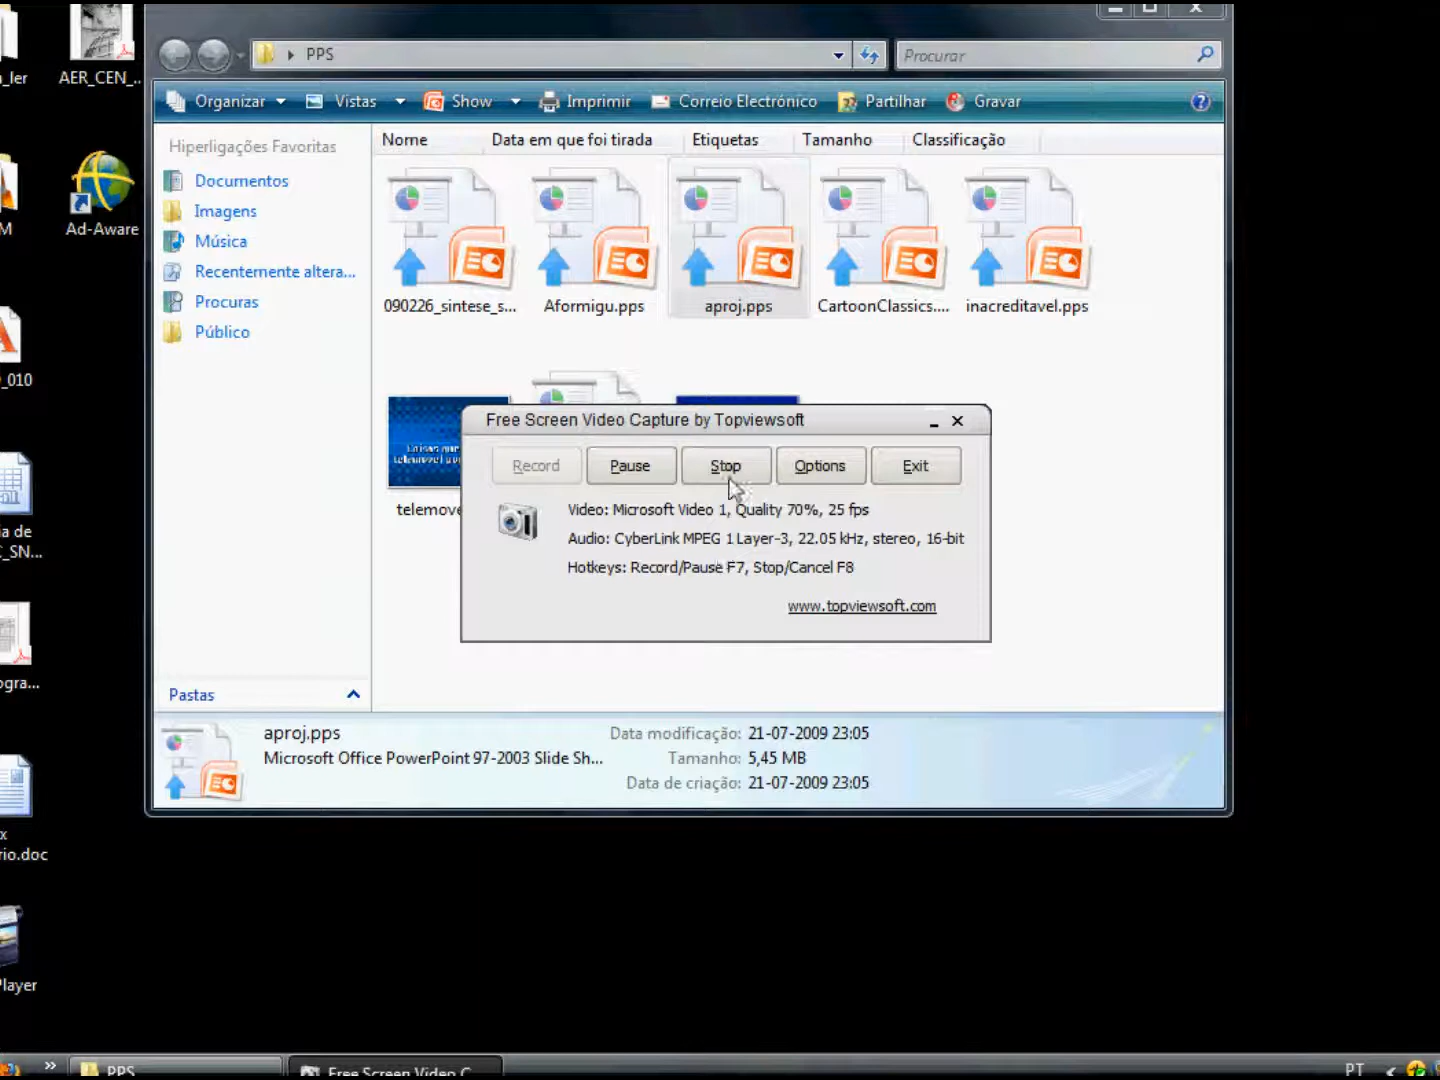 _ler
AER_CEN_...
PPS
Procurar
Organizar
Vistas
Show
Imprimir
Correio Electrónico
Partilhar
Gravar
Hiperligações Favoritas
Nome
Data em que foi tirada
Etiquetas
Tamanho
Classificação
Documentos
Imagens
Música
Recentemente altera...
Procuras
Público
M
Ad-Aware
090226_sintese_s...
Aformigu.pps
aproj.pps
CartoonClassics....
inacreditavel.pps
_010
Free Screen Video Capture by Topviewsoft
Record
Pause
Stop
Options
Exit
Video: Microsoft Video 1, Quality 70%, 25 fps
Audio: CyberLink MPEG 1 Layer-3, 22.05 kHz, stereo, 16-bit
Hotkeys: Record/Pause F7, Stop/Cancel F8
www.topviewsoft.com
Coisas que
telemove
ia de
C_SN...
ogra...
Pastas
aproj.pps
Microsoft Office PowerPoint 97-2003 Slide Sh...
Data modificação: 21-07-2009 23:05
Tamanho: 5,45 MB
Data de criação: 21-07-2009 23:05
x
rio.doc
Player
PPS
Free Screen Video C...
PT